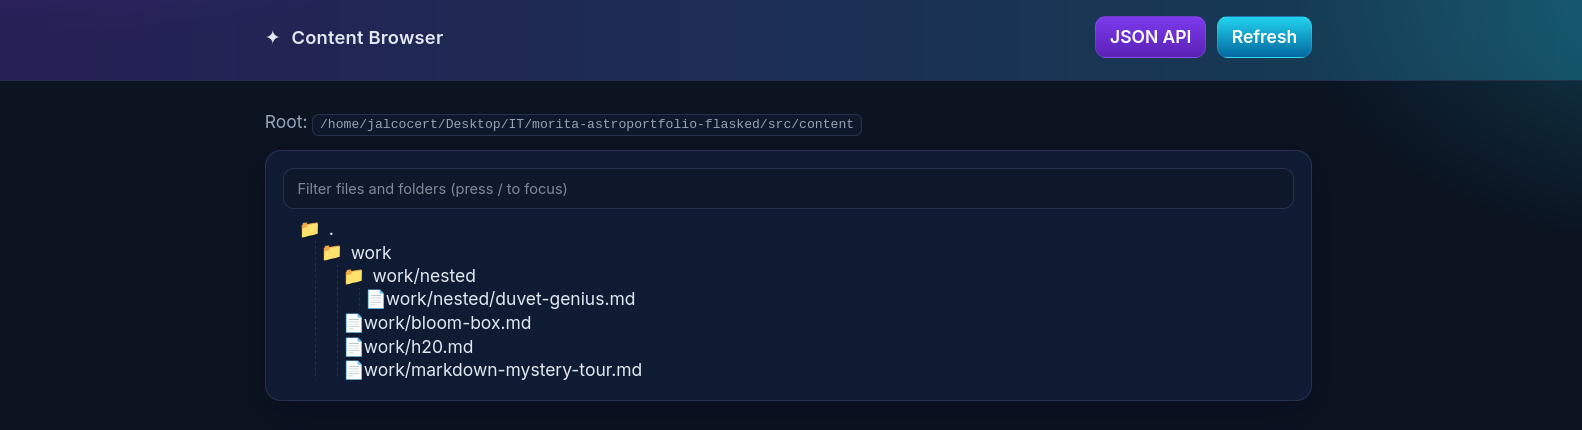 Content Browser
JSON API
Refresh
Root: /home/jalcocert/Desktop/IT/morita-astroportfolio-flasked/src/content
Filter files and folders (press / to focus)
.
work
work/nested
work/nested/duvet-genius.md
work/bloom-box.md
work/h20.md
work/markdown-mystery-tour.md